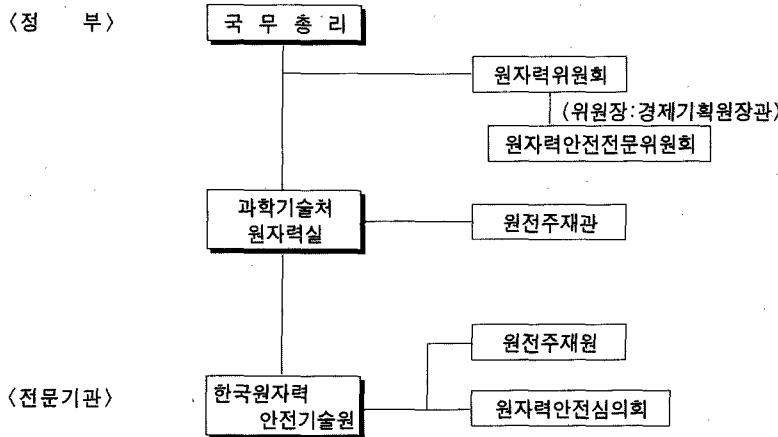 〈정 부〉
국 무 총 리
원자력위원회
(위원장:경제기획원장관)
원자력안전전문위원회
과학기술처
원자력실
원전주재관
원전주재원
〈전문기관〉
한국원자력
안전기술원
원자력안전심의회